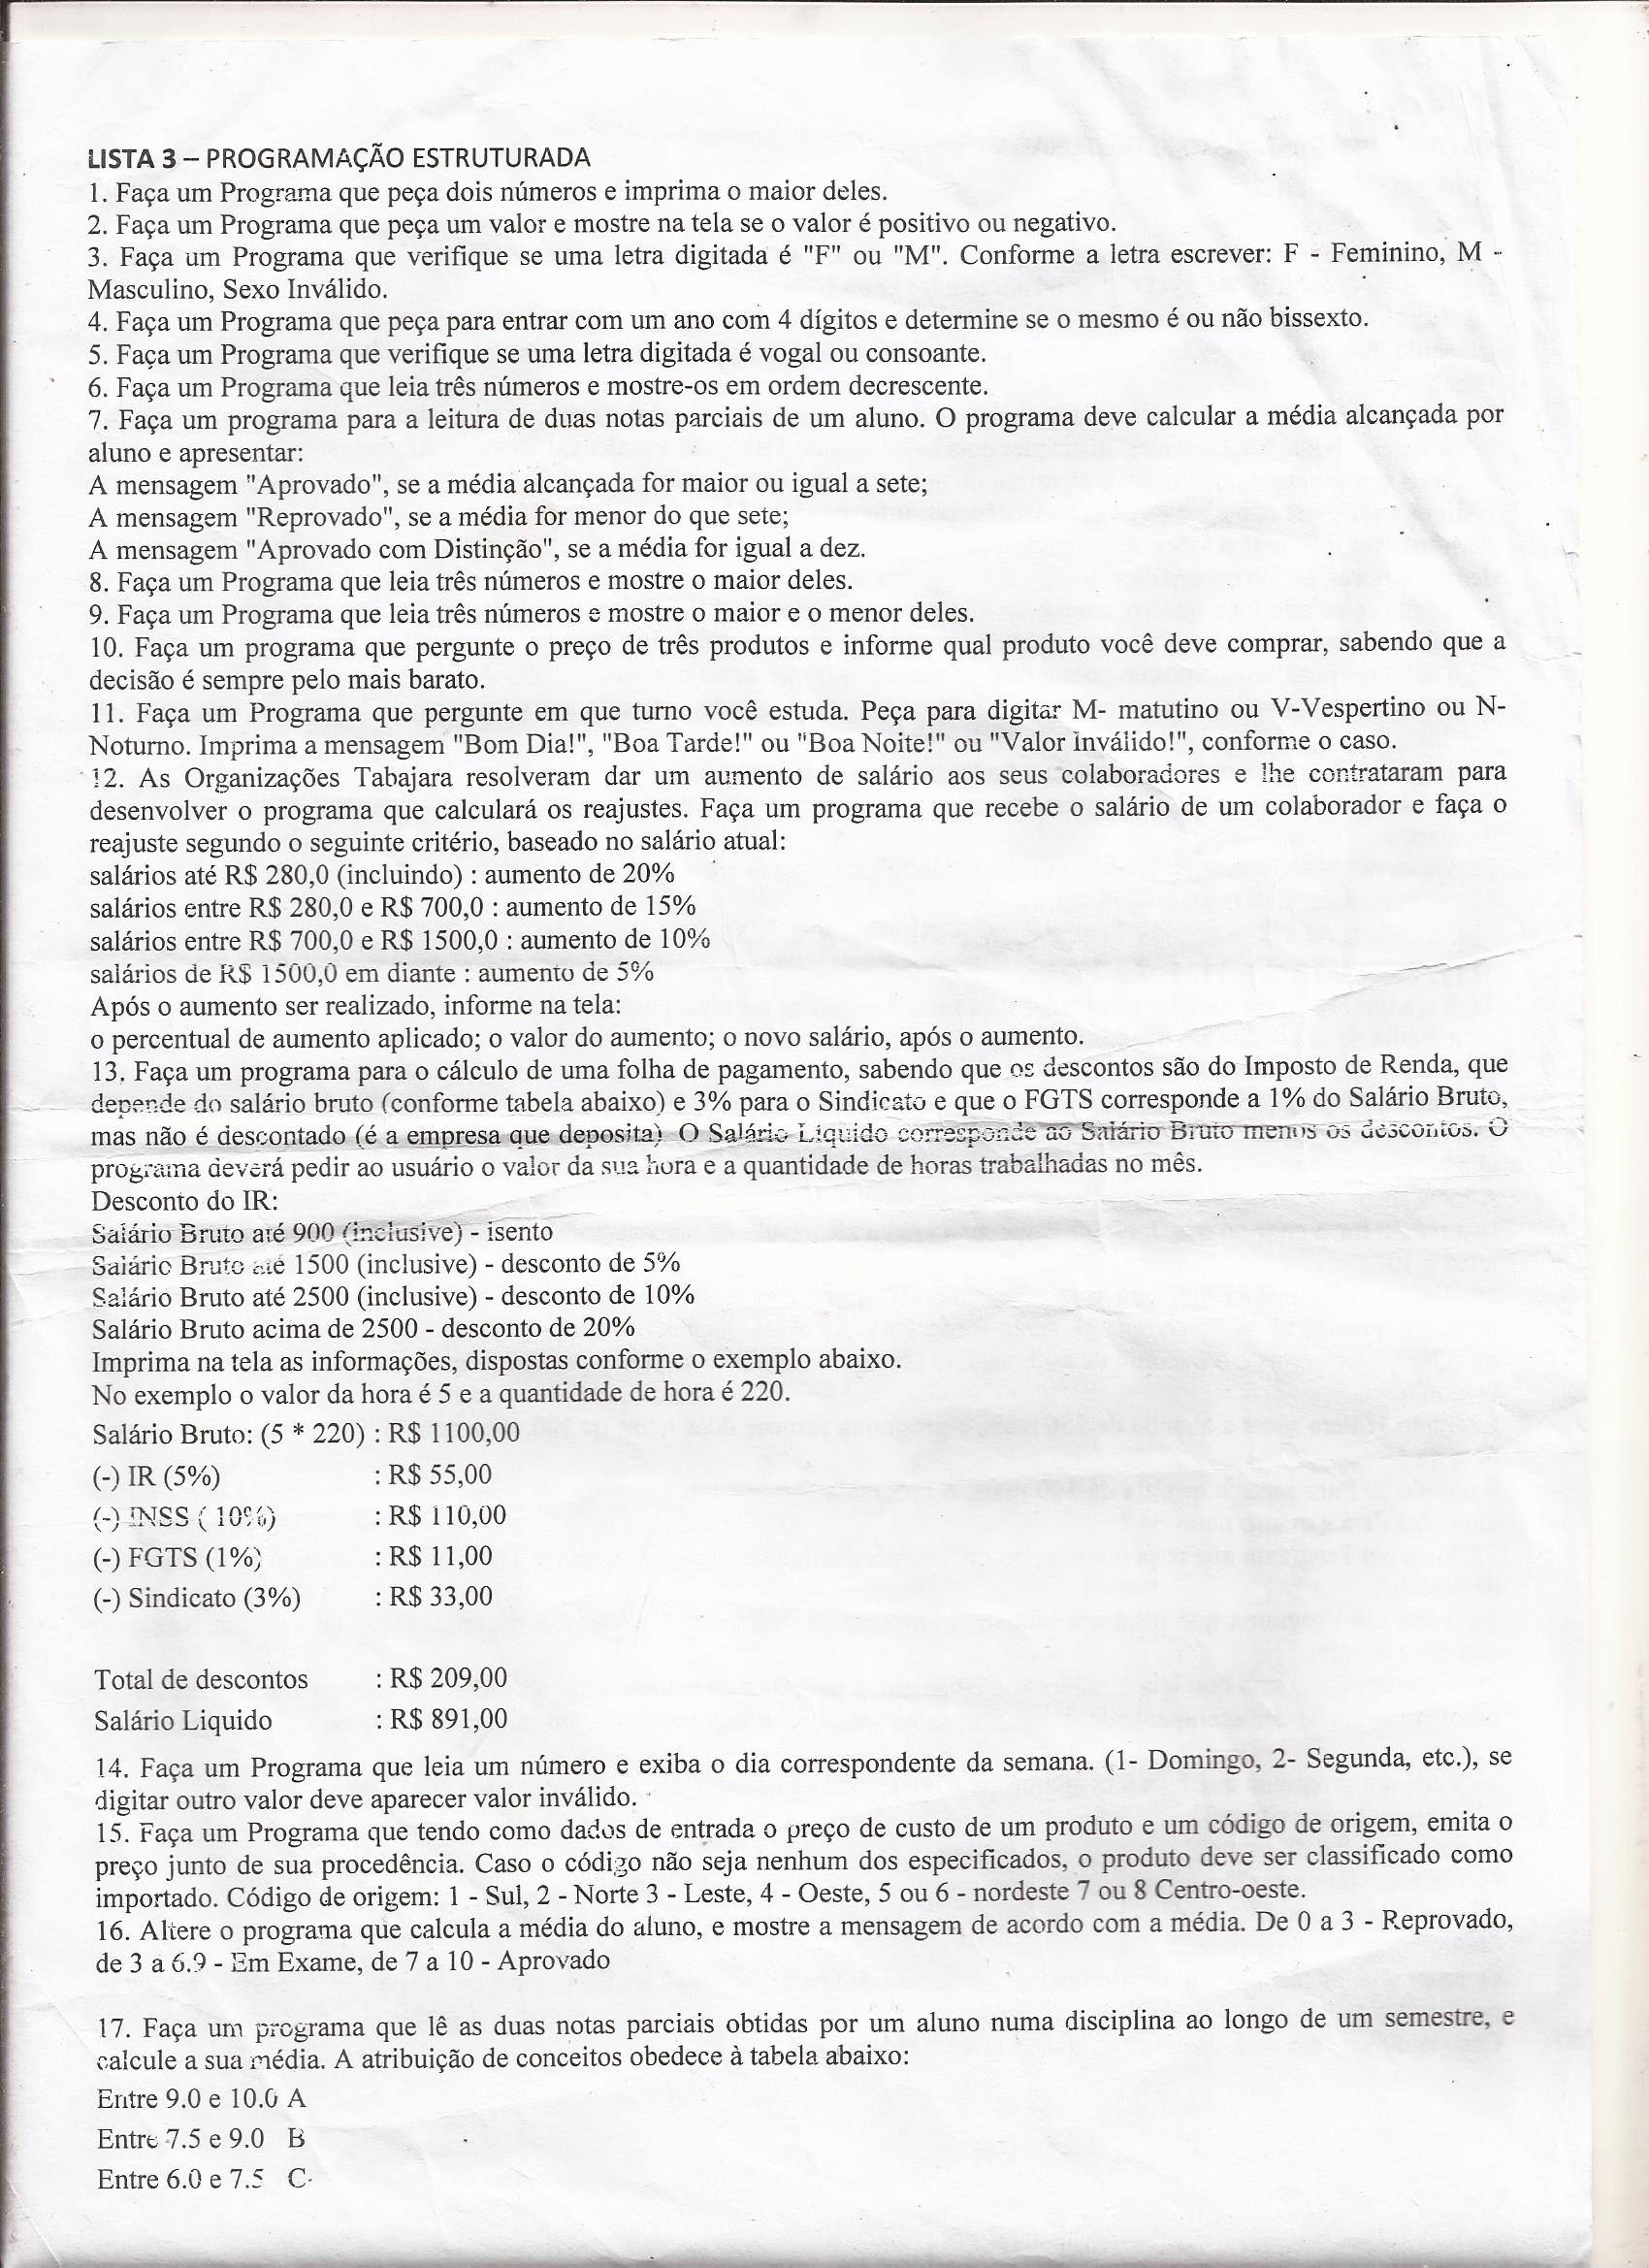 LISTA 3 – PROGRAMAÇÃO ESTRUTURADA
1. Faça um Programa que peça dois números e imprima o maior deles.
2. Faça um Programa que peça um valor e mostre na tela se o valor é positivo ou negativo.
3. Faça um Programa que verifique se uma letra digitada é "F" ou "M". Conforme a letra escrever: F - Feminino, M -
Masculino, Sexo Inválido.
4. Faça um Programa que peça para entrar com um ano com 4 dígitos e determine se o mesmo é ou não bissexto.
5. Faça um Programa que verifique se uma letra digitada é vogal ou consoante.
6. Faça um Programa que leia três números e mostre-os em ordem decrescente.
7. Faça um programa para a leitura de duas notas parciais de um aluno. O programa deve calcular a média alcançada por
aluno e apresentar:
A mensagem "Aprovado", se a média alcançada for maior ou igual a sete;
A mensagem "Reprovado", se a média for menor do que sete;
A mensagem "Aprovado com Distinção", se a média for igual a dez.
8. Faça um Programa que leia três números e mostre o maior deles.
9. Faça um Programa que leia três números e mostre o maior e o menor deles.
10. Faça um programa que pergunte o preço de três produtos e informe qual produto você deve comprar, sabendo que a
decisão é sempre pelo mais barato.
11. Faça um Programa que pergunte em que turno você estuda. Peça para digitar M- matutino ou V-Vespertino ou N-
Noturno. Imprima a mensagem "Bom Dia!", "Boa Tarde!" ou "Boa Noite!" ou "Valor Inválido!", conforme o caso.
12. As Organizações Tabajara resolveram dar um aumento de salário aos seus colaboradores e lhe contrataram para
desenvolver o programa que calculará os reajustes. Faça um programa que recebe o salário de um colaborador e faça o
reajuste segundo o seguinte critério, baseado no salário atual:
salários até R$ 280,0 (incluindo) : aumento de 20%
salários entre R$ 280,0 e R$ 700,0 : aumento de 15%
salários entre R$ 700,0 e R$ 1500,0 : aumento de 10%
salários de R$ 1500,0 em diante : aumento de 5%
Após o aumento ser realizado, informe na tela:
o percentual de aumento aplicado; o valor do aumento; o novo salário, após o aumento.
13. Faça um programa para o cálculo de uma folha de pagamento, sabendo que os descontos são do Imposto de Renda, que
depende do salário bruto (conforme tabela abaixo) e 3% para o Sindicato e que o FGTS corresponde a 1% do Salário Bruto,
mas não é descontado (é a empresa que deposita). O Salário Líquido corresponde ao Salário Bruto menos os descontos. O
programa deverá pedir ao usuário o valor da sua hora e a quantidade de horas trabalhadas no mês.
Desconto do IR:
Salário Bruto até 900 (inclusive) - isento
Salário Bruto até 1500 (inclusive) - desconto de 5%
Salário Bruto até 2500 (inclusive) - desconto de 10%
Salário Bruto acima de 2500 - desconto de 20%
Imprima na tela as informações, dispostas conforme o exemplo abaixo.
No exemplo o valor da hora é 5 e a quantidade de hora é 220.
Salário Bruto: (5 * 220) : R$ 1100,00
(-) IR (5%) : R$ 55,00
(-) INSS ( 10%) : R$ 110,00
(-) FGTS (1%) : R$ 11,00
(-) Sindicato (3%) : R$ 33,00
Total de descontos : R$ 209,00
Salário Liquido : R$ 891,00
14. Faça um Programa que leia um número e exiba o dia correspondente da semana. (1- Domingo, 2- Segunda, etc.), se
digitar outro valor deve aparecer valor inválido.
15. Faça um Programa que tendo como dados de entrada o preço de custo de um produto e um código de origem, emita o
preço junto de sua procedência. Caso o código não seja nenhum dos especificados, o produto deve ser classificado como
importado. Código de origem: 1 - Sul, 2 - Norte 3 - Leste, 4 - Oeste, 5 ou 6 - nordeste 7 ou 8 Centro-oeste.
16. Altere o programa que calcula a média do aluno, e mostre a mensagem de acordo com a média. De 0 a 3 - Reprovado,
de 3 a 6.9 - Em Exame, de 7 a 10 - Aprovado
17. Faça um programa que lê as duas notas parciais obtidas por um aluno numa disciplina ao longo de um semestre, e
calcule a sua média. A atribuição de conceitos obedece à tabela abaixo:
Entre 9.0 e 10.0 A
Entre 7.5 e 9.0 B
Entre 6.0 e 7.5 C